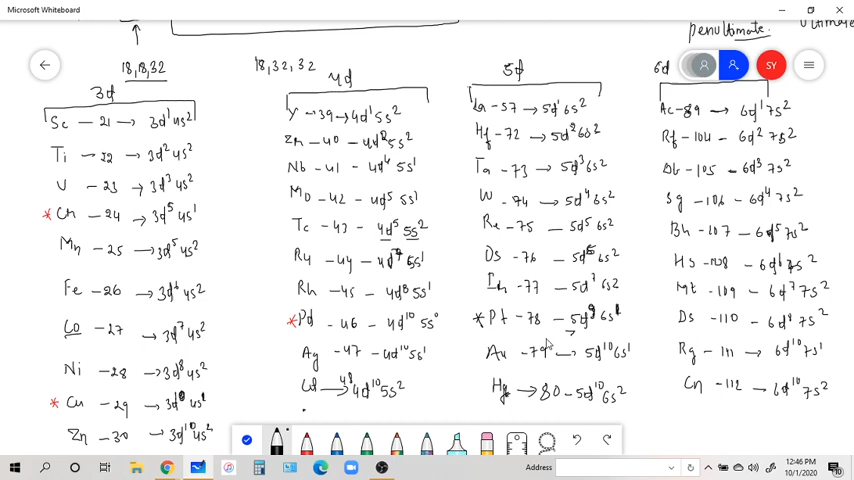 Microsoft Whiteboard
penultimate.
18,18,32
18,32,32
SY
3d
4d
5d
6d
Sc - 21 → 3d¹4s²
Ti - 22 → 3d²4s²
V - 23 → 3d³4s²
* Cr - 24 → 3d⁵4s¹
Mn - 25 → 3d⁵4s²
Fe - 26 → 3d⁶4s²
Co - 27 → 3d⁷4s²
Ni - 28 → 3d⁸4s²
* Cu - 29 → 3d¹⁰4s¹
Zn - 30 → 3d¹⁰4s²
Y - 39 → 4d¹5s²
Zr - 40 - 4d²5s²
Nb - 41 - 4d⁴5s¹
Mo - 42 - 4d⁵5s¹
Tc - 43 - 4d⁵5s²
Ru - 44 - 4d⁷5s¹
Rh - 45 - 4d⁸5s¹
* Pd - 46 - 4d¹⁰5s⁰
Ag - 47 - 4d¹⁰5s¹
Cd → 48 4d¹⁰5s²
La - 57 → 5d¹6s²
Hf - 72 → 5d²6s²
Ta - 73 → 5d³6s²
W - 74 → 5d⁴6s²
Re - 75 - 5d⁵6s²
Os - 76 - 5d⁶6s²
Ir - 77 - 5d⁷6s²
* Pt - 78 - 5d⁹6s¹
Au - 79 → 5d¹⁰6s¹
Hg → 80 - 5d¹⁰6s²
Ac - 89 → 6d¹7s²
Rf - 104 - 6d²7s²
Db - 105 - 6d³7s²
Sg - 106 - 6d⁴7s²
Bh - 107 - 6d⁵7s²
Hs - 108 - 6d⁶7s²
Mt - 109 - 6d⁷7s²
Ds - 110 - 6d⁸7s²
Rg - 111 → 6d¹⁰7s¹
Cn - 112 → 6d¹⁰7s²
Address
12:46 PM
10/1/2020